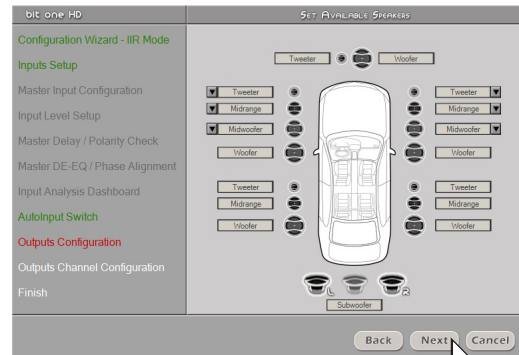 bit one HD
Set Available Speakers
Configuration Wizard - IIR Mode
Inputs Setup
Master Input Configuration
Input Level Setup
Master Delay / Polarity Check
Master DE-EQ / Phase Alignment
Input Analysis Dashboard
AutoInput Switch
Outputs Configuration
Outputs Channel Configuration
Finish
Tweeter Woofer
Tweeter Tweeter
Midrange Midrange
Midwoofer Midwoofer
Woofer Woofer
Tweeter Tweeter
Midrange Midrange
Woofer Woofer
L R
Subwoofer
Back Next Cancel